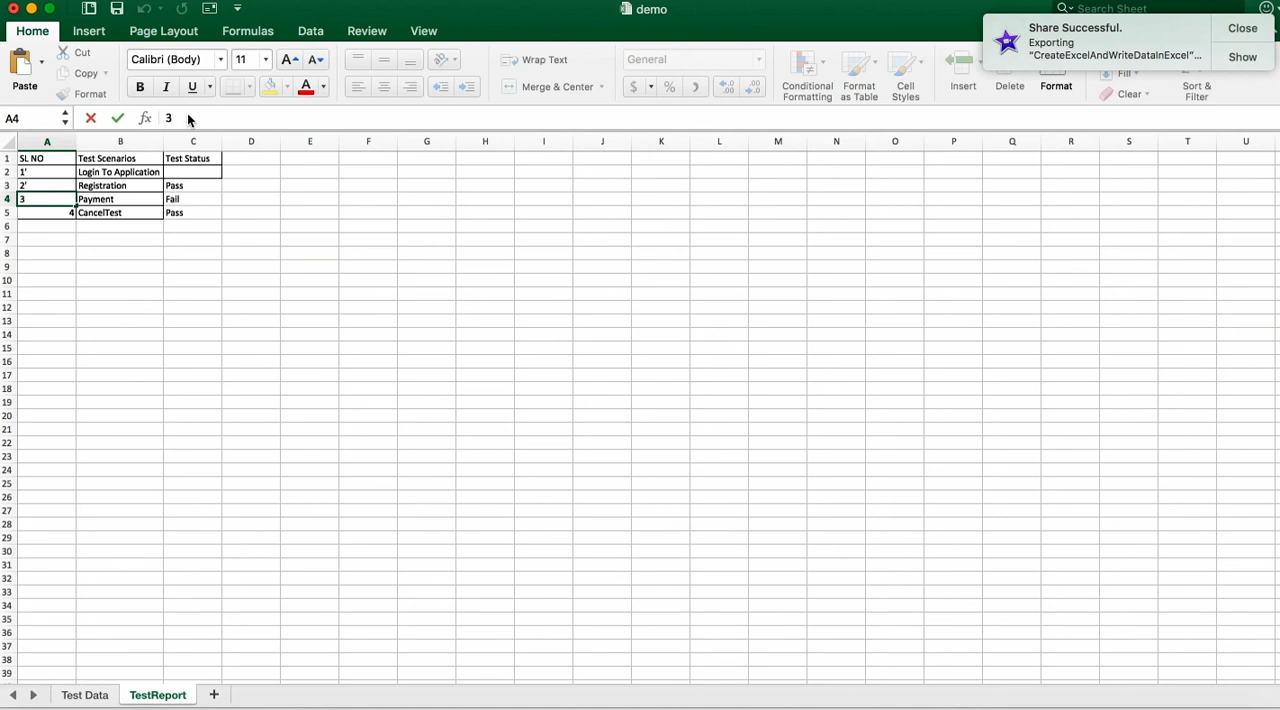 demo
Search Sheet
Home Insert Page Layout Formulas Data Review View
Share Successful.
Exporting
“CreateExcelAndWriteDataInExcel”...
Close
Show
Paste
Cut
Copy
Format
Calibri (Body) 11 A A
B I U A
Wrap Text
Merge & Center
General
$ %
Conditional Formatting
Format as Table
Cell Styles
Insert
Delete
Format
Fill
Clear
Sort & Filter
A4 fx 3
A B C D E F G H I J K L M N O P Q R S T U
1 SL NO Test Scenarios Test Status
2 1' Login To Application
3 2' Registration Pass
4 3 Payment Fail
5 4 CancelTest Pass
6
7
8
9
10
11
12
13
14
15
16
17
18
19
20
21
22
23
24
25
26
27
28
29
30
31
32
33
34
35
36
37
38
39
Test Data TestReport +